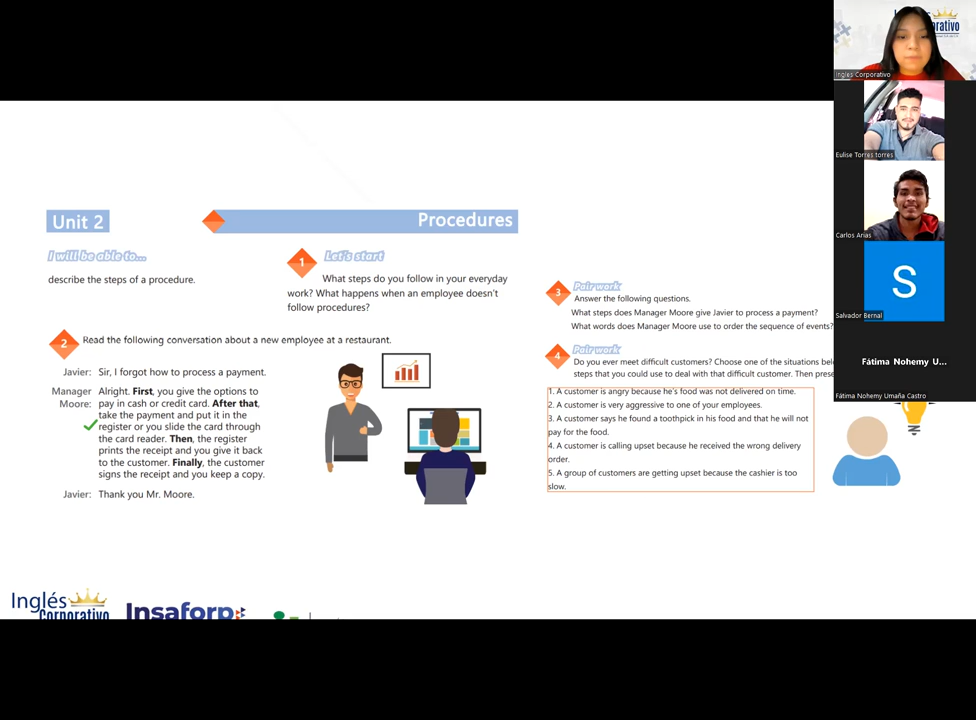 Unit 2
Procedures
I will be able to...
describe the steps of a procedure.
1
Let's start
What steps do you follow in your everyday
work? What happens when an employee doesn't
follow procedures?
2
Read the following conversation about a new employee at a restaurant.
Javier: Sir, I forgot how to process a payment.
Manager Moore: Alright. First, you give the options to
pay in cash or credit card. After that,
take the payment and put it in the
register or you slide the card through
the card reader. Then, the register
prints the receipt and you give it back
to the customer. Finally, the customer
signs the receipt and you keep a copy.
Javier: Thank you Mr. Moore.
3
Pair work
Answer the following questions.
What steps does Manager Moore give Javier to process a payment?
What words does Manager Moore use to order the sequence of events?
4
Pair work
Do you ever meet difficult customers? Choose one of the situations
steps that you could use to deal with that difficult customer. Then
1. A customer is angry because he's food was not delivered on time.
2. A customer is very aggressive to one of your employees.
3. A customer says he found a toothpick in his food and that he will not
pay for the food.
4. A customer is calling upset because he received the wrong delivery
order.
5. A group of customers are getting upset because the cashier is too
slow.
Inglés
Corporativo
Insaforp
Inglés Corporativo
Eulise Torres torres
Carlos Arias
S
Salvador Bernal
Fátima Nohemy U...
Fátima Nohemy Umaña Castro